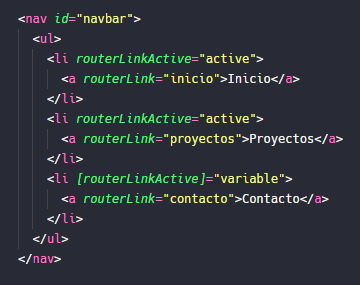 <nav id="navbar">
<ul>
<li routerLinkActive="active">
<a routerLink="inicio">Inicio</a>
</li>
<li routerLinkActive="active">
<a routerLink="proyectos">Proyectos</a>
</li>
<li [routerLinkActive]="variable">
<a routerLink="contacto">Contacto</a>
</li>
</ul>
</nav>